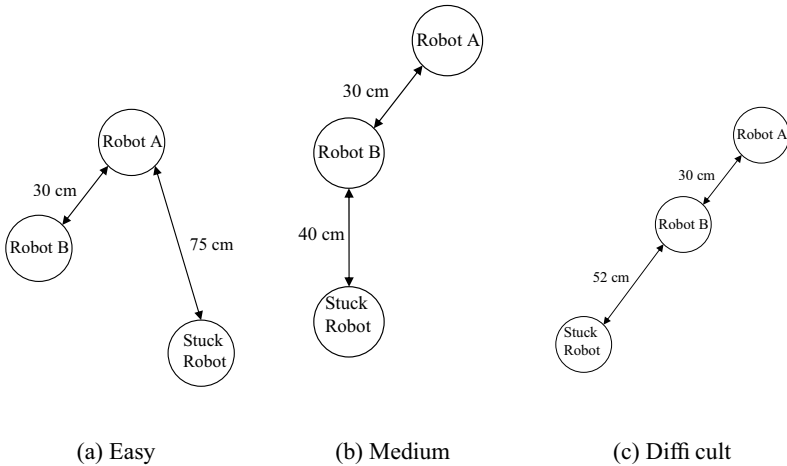 Robot A
30 cm
Robot B
75 cm
Stuck
Robot
(a) Easy
Robot A
30 cm
Robot B
40 cm
Stuck
Robot
(b) Medium
Robot A
30 cm
Robot B
52 cm
Stuck
Robot
(c) Diffi cult